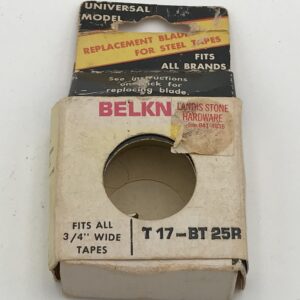 UNIVERSAL
MODEL
REPLACEMENT BLADE
FOR STEEL TAPES
FITS
ALL BRANDS
See instructions
on back for
replacing blade.
BELKN
LANDIS STONE
HARDWARE
FITS ALL
3/4" WIDE
TAPES
T 17-BT 25R